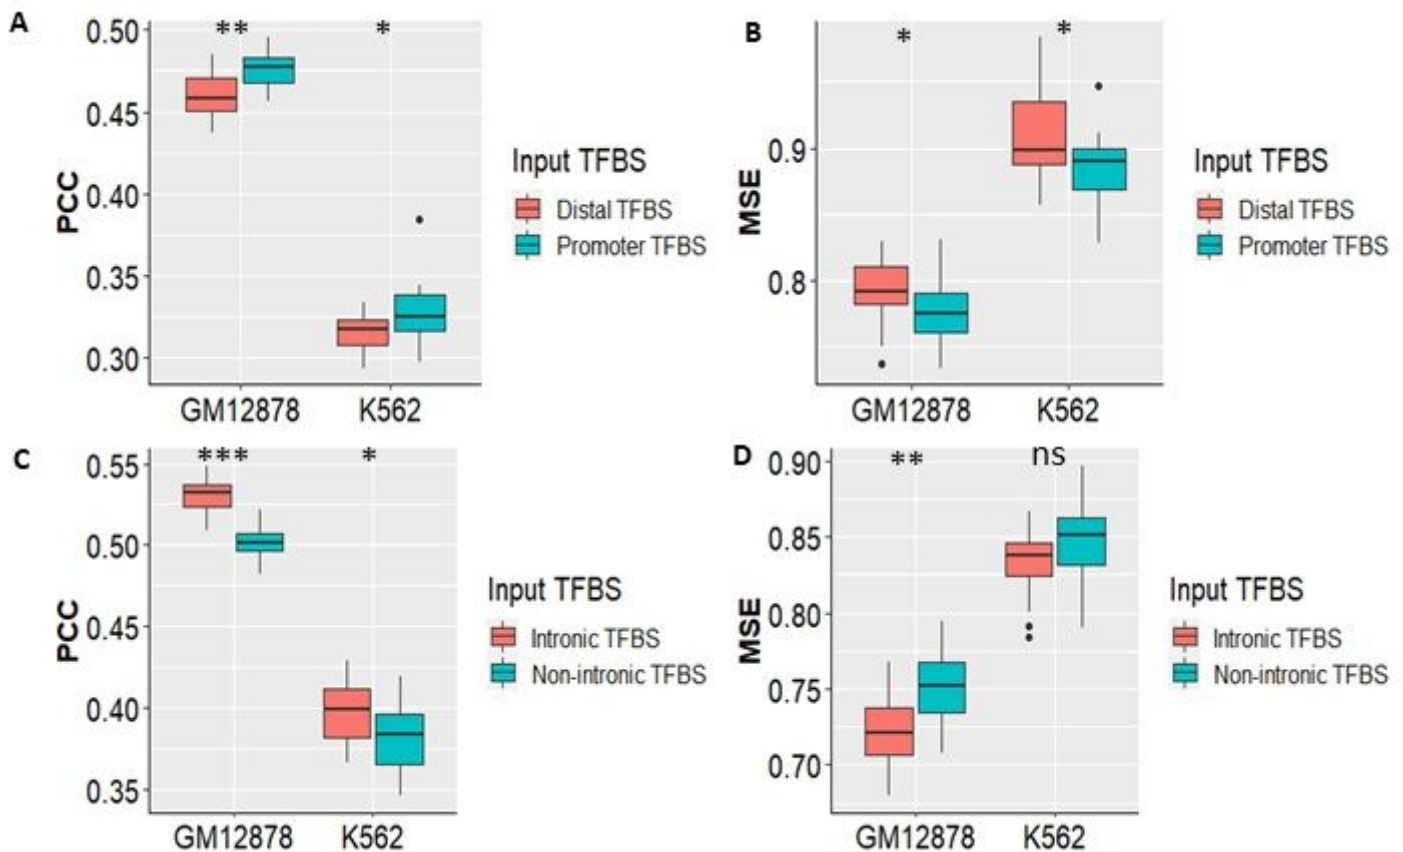 A
**
*
0.50
0.45
0.40
0.35
0.30
PCC
GM12878
K562
Input TFBS
Distal TFBS
Promoter TFBS
B
*
*
0.9
0.8
MSE
GM12878
K562
Input TFBS
Distal TFBS
Promoter TFBS
C
***
*
0.55
0.50
0.45
0.40
0.35
PCC
GM12878
K562
Input TFBS
Intronic TFBS
Non-intronic TFBS
D
**
ns
0.90
0.85
0.80
0.75
0.70
MSE
GM12878
K562
Input TFBS
Intronic TFBS
Non-intronic TFBS